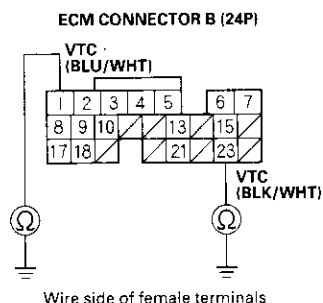 ECM CONNECTOR B (24P)
VTC
(BLU/WHT)
1 2 3 4 5 6 7
8 9 10 13 15
17 18 21 23
VTC
(BLK/WHT)
Ω Ω
Wire side of female terminals